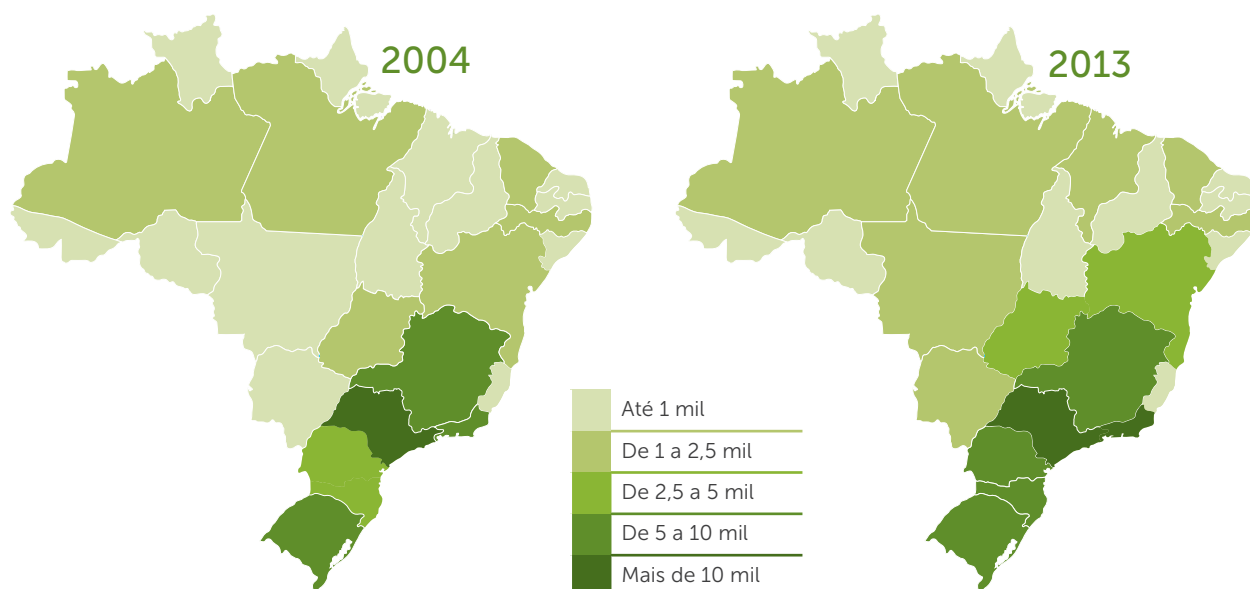 2004
2013
Até 1 mil
De 1 a 2,5 mil
De 2,5 a 5 mil
De 5 a 10 mil
Mais de 10 mil